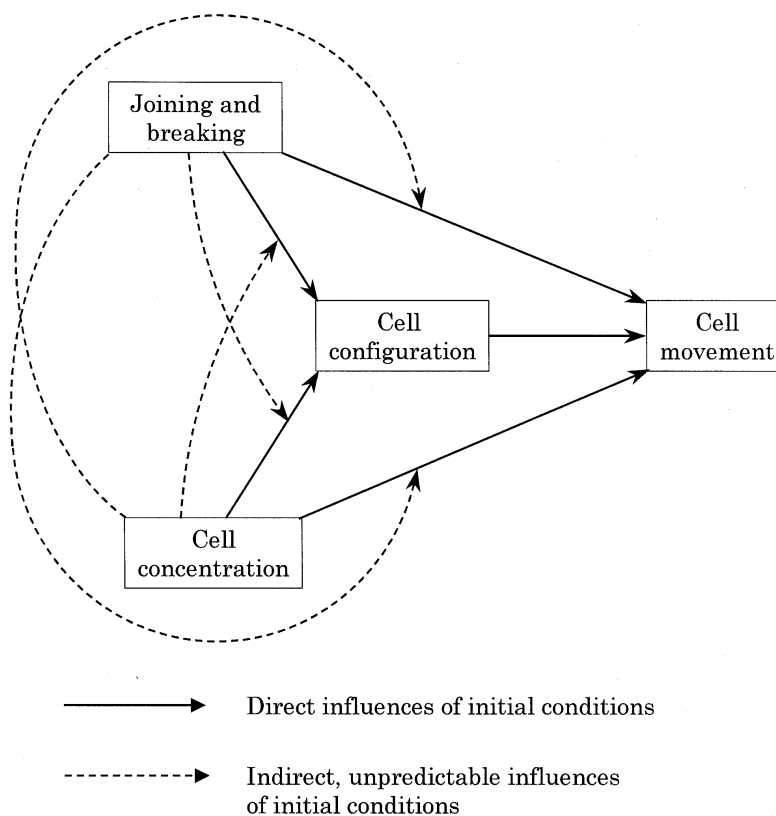 Joining and
breaking
Cell
configuration
Cell
movement
Cell
concentration
Direct influences of initial conditions
Indirect, unpredictable influences
of initial conditions